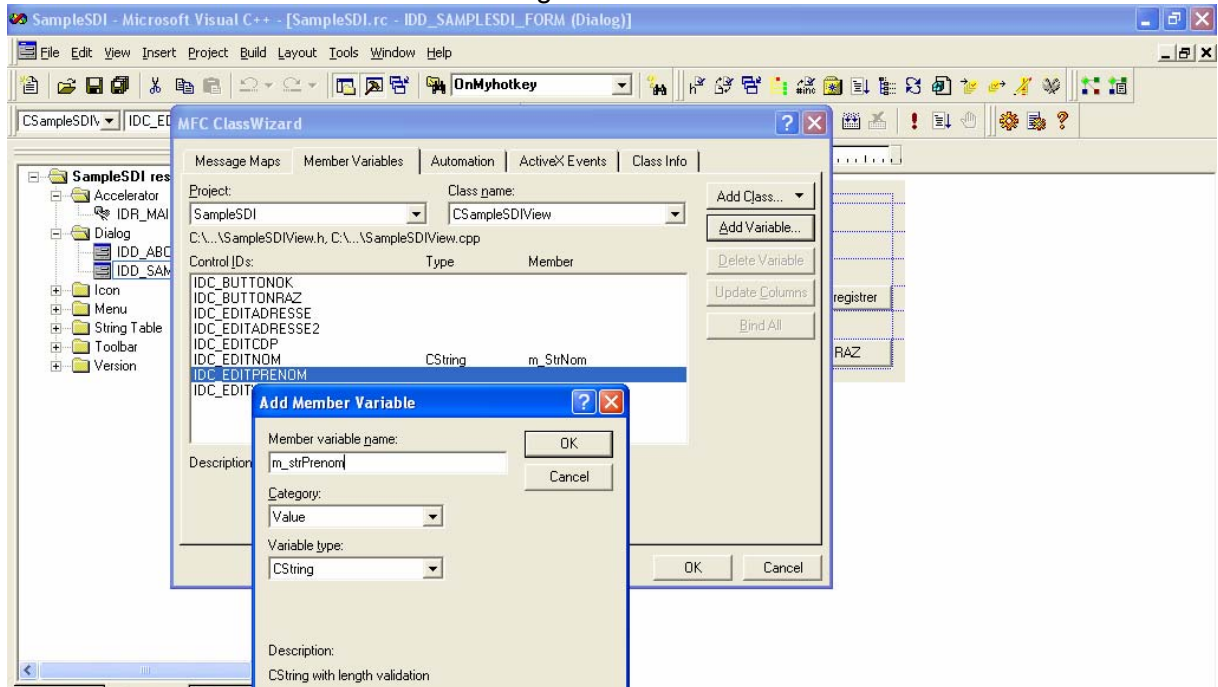 SampleSDI - Microsoft Visual C++ - [SampleSDI.rc - IDD_SAMPLESDI_FORM (Dialog)]
File Edit View Insert Project Build Layout Tools Window Help
OnMyhotkey
CSampleSDIV IDC_ED
MFC ClassWizard
Message Maps Member Variables Automation ActiveX Events Class Info
Project: Class name:
SampleSDI CSampleSDIView
C:\...\SampleSDIView.h, C:\...\SampleSDIView.cpp
Control IDs: Type Member
IDC_BUTTONOK
IDC_BUTTONRAZ
IDC_EDITADRESSE
IDC_EDITADRESSE2
IDC_EDITCDP
IDC_EDITNOM CString m_StrNom
IDC_EDITPRENOM
IDC_EDIT
Description
Add Class...
Add Variable...
Delete Variable
Update Columns
Bind All
OK Cancel
SampleSDI res
Accelerator
IDR_MAI
Dialog
IDD_ABC
IDD_SAM
Icon
Menu
String Table
Toolbar
Version
registrer
RAZ
Add Member Variable
Member variable name:
m_strPrenom
Category:
Value
Variable type:
CString
OK
Cancel
Description:
CString with length validation